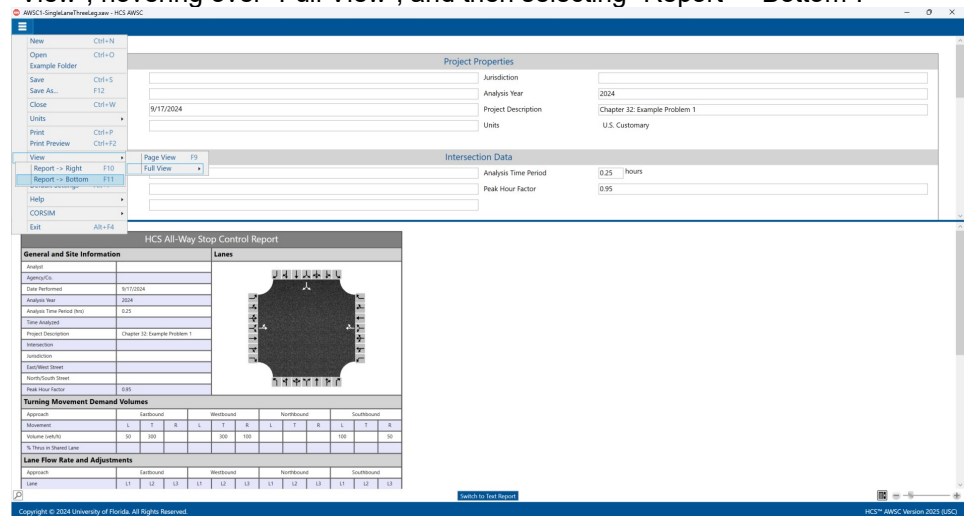 View", hovering over "Full View", and then selecting "Report -> Bottom".
AWSC1-SingleLaneThreeLeg.xaw - HCS AWSC
New Ctrl+N
Open Ctrl+O
Example Folder
Save Ctrl+S
Save As... F12
Close Ctrl+W
Units
Print Ctrl+P
Print Preview Ctrl+F2
View
Page View F9
Full View
Report -> Right F10
Report -> Bottom F11
Default Settings
Help
CORSIM
Exit Alt+F4
Project Properties
Jurisdiction
Analysis Year 2024
9/17/2024 Project Description Chapter 32: Example Problem 1
Units U.S. Customary
Intersection Data
Analysis Time Period 0.25 hours
Peak Hour Factor 0.95
HCS All-Way Stop Control Report
General and Site Information Lanes
Analyst
Agency/Co.
Date Performed 9/17/2024
Analysis Year 2024
Analysis Time Period (hrs) 0.25
Time Analyzed
Project Description Chapter 32: Example Problem 1
Intersection
Jurisdiction
East/West Street
North/South Street
Peak Hour Factor 0.95
Turning Movement Demand Volumes
Approach Eastbound Westbound Northbound Southbound
Movement L T R L T R L T R L T R
Volume (veh/h) 50 300 300 100 100 50
% Thrus in Shared Lane
Lane Flow Rate and Adjustments
Approach Eastbound Westbound Northbound Southbound
Lane L1 L2 L3 L1 L2 L3 L1 L2 L3 L1 L2 L3
Switch to Text Report
Copyright © 2024 University of Florida. All Rights Reserved. HCS™ AWSC Version 2025 (USC)